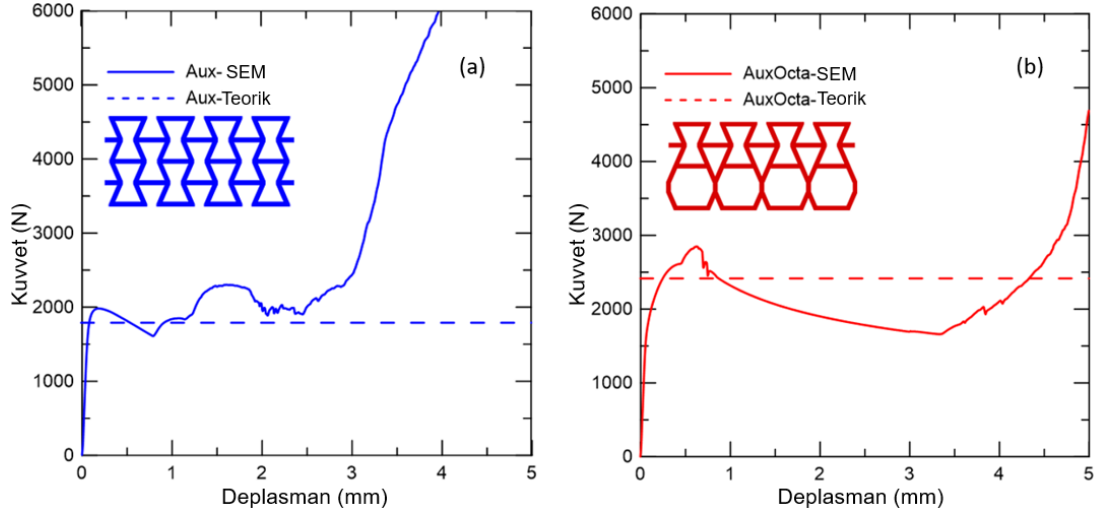 (a)
Aux- SEM
Aux-Teorik
Kuvvet (N)
6000
5000
4000
3000
2000
1000
0
0 1 2 3 4 5
Deplasman (mm)
(b)
AuxOcta-SEM
AuxOcta-Teorik
Kuvvet (N)
6000
5000
4000
3000
2000
1000
0
0 1 2 3 4 5
Deplasman (mm)